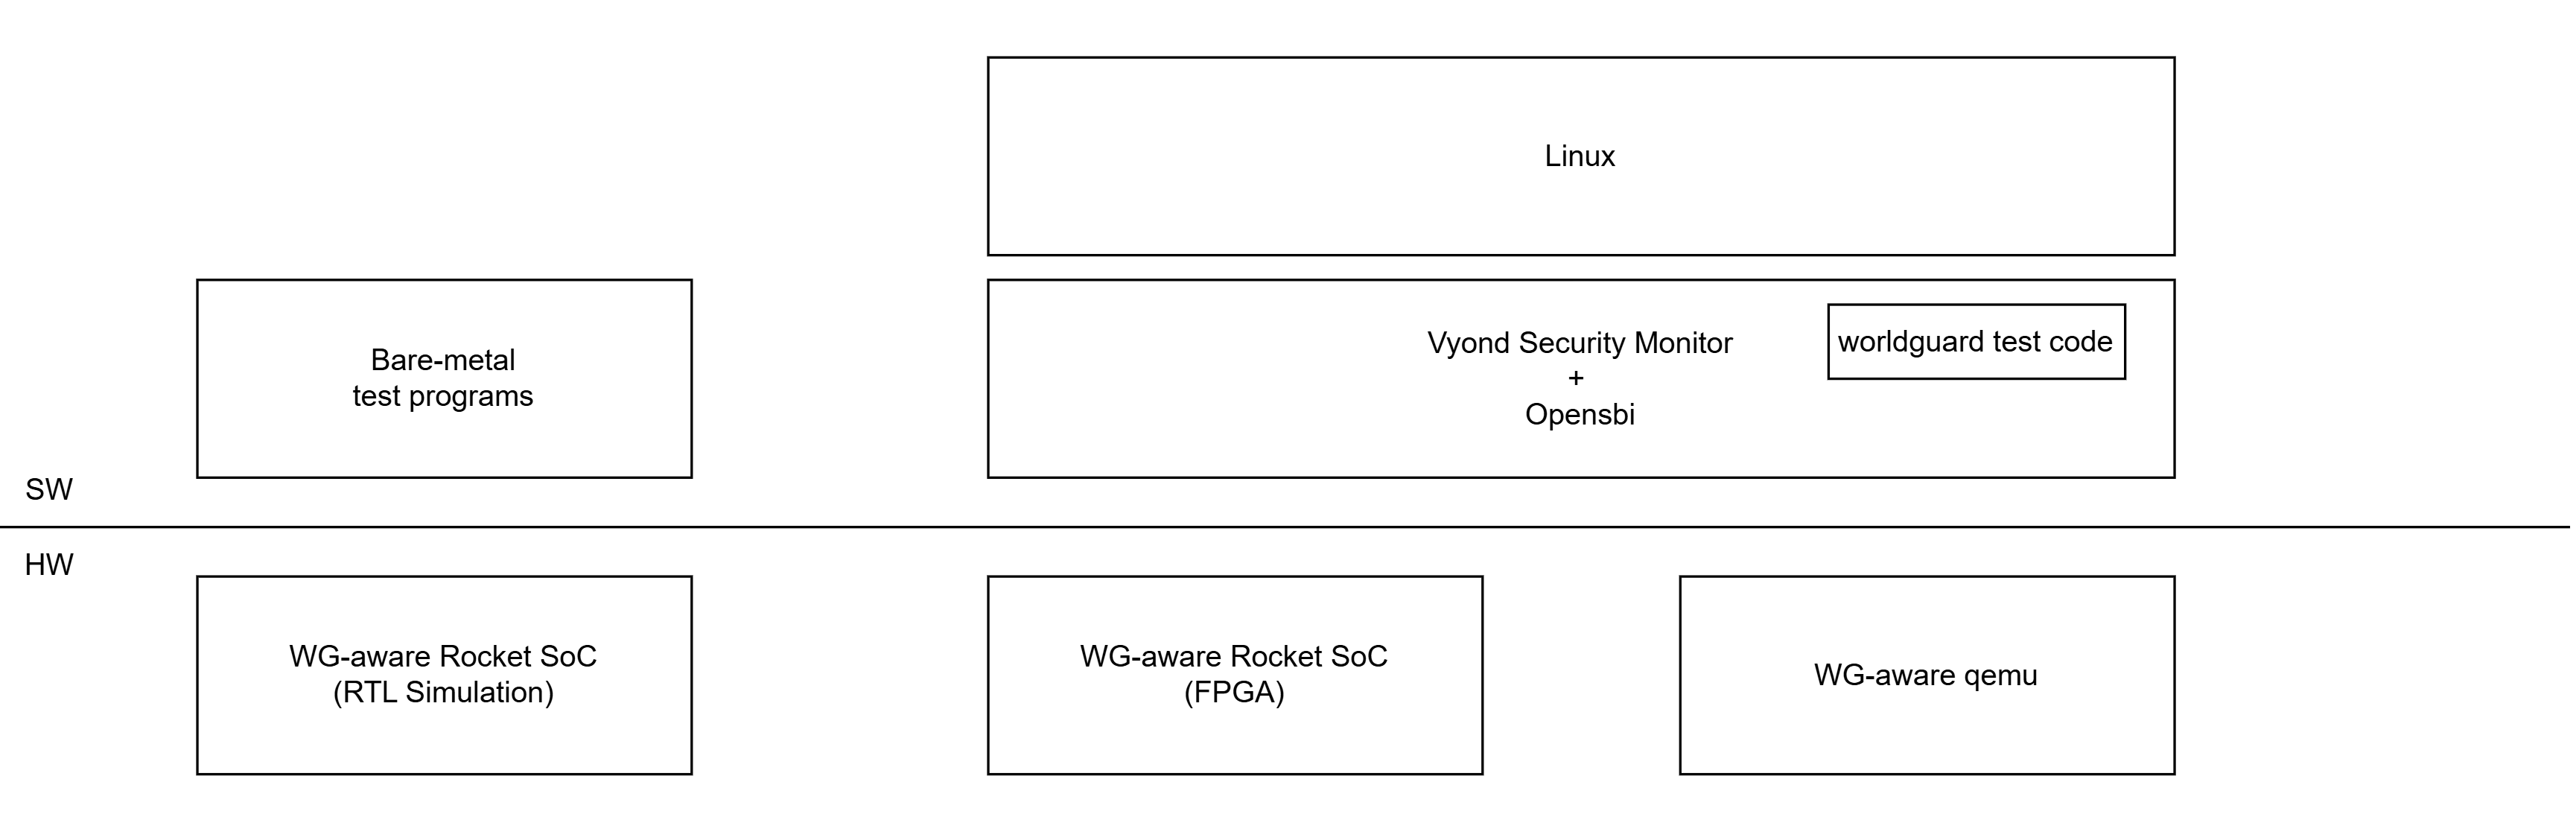 Linux
Bare-metal
test programs
Vyond Security Monitor
+
Opensbi
worldguard test code
SW
HW
WG-aware Rocket SoC
(RTL Simulation)
WG-aware Rocket SoC
(FPGA)
WG-aware qemu